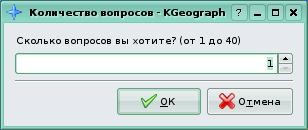 Количество вопросов - KGeograph ?
Сколько вопросов вы хотите? (от 1 до 40)
1
OK
Отмена